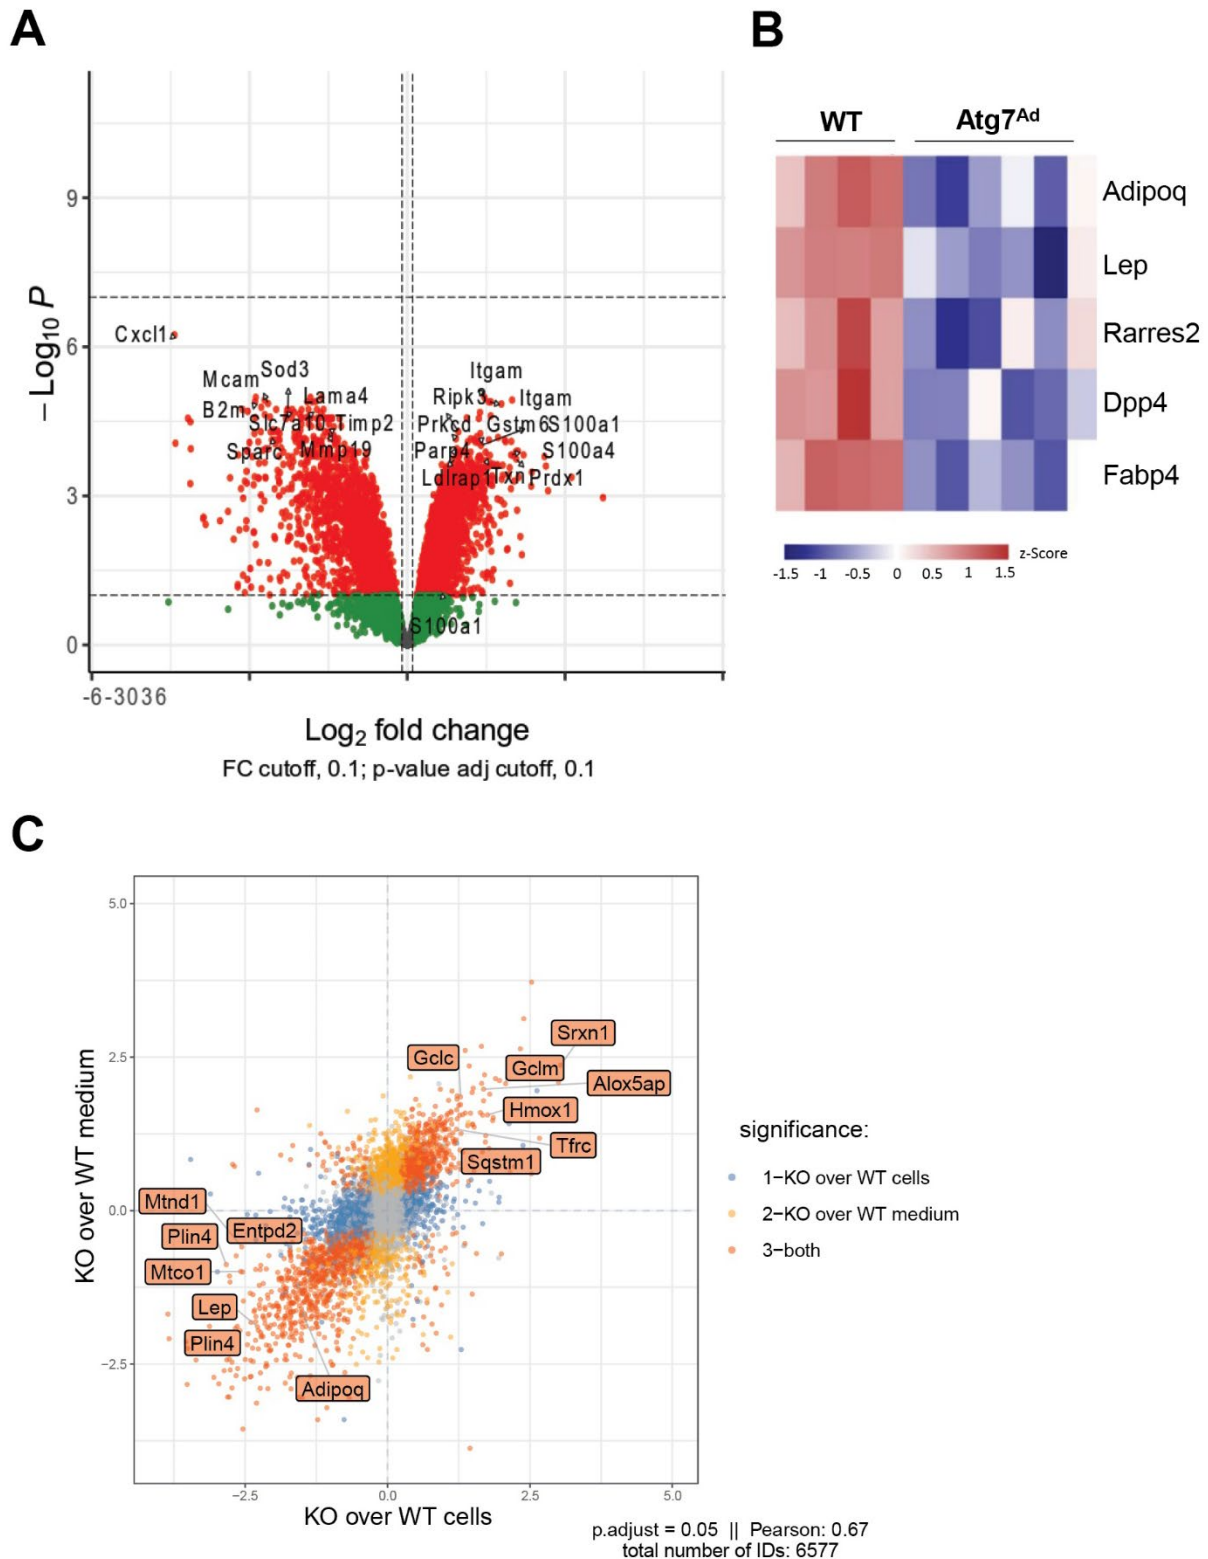 A
9
6
3
0
−Log10 P
Cxcl1
Mcam
Sod3
B2m
Lama4
Slc7a10
Timp2
Sparc
Mmp19
Itgam
Ripk3
Itgam
Prkcd
Gstm6
S100a1
Parp4
S100a4
Ldlrap1
Txn
Prdx1
S100a1
-6-3036
Log2 fold change
FC cutoff, 0.1; p-value adj cutoff, 0.1
B
WT
Atg7Ad
Adipoq
Lep
Rarres2
Dpp4
Fabp4
z-Score
-1.5 -1 -0.5 0 0.5 1 1.5
C
KO over WT medium
5.0
2.5
0.0
−2.5
Srxn1
Gclc
Gclm
Alox5ap
Hmox1
Tfrc
Sqstm1
Mtnd1
Entpd2
Plin4
Mtco1
Lep
Plin4
Adipoq
−2.5 0.0 2.5 5.0
KO over WT cells
significance:
1−KO over WT cells
2−KO over WT medium
3−both
p.adjust = 0.05 || Pearson: 0.67
total number of IDs: 6577